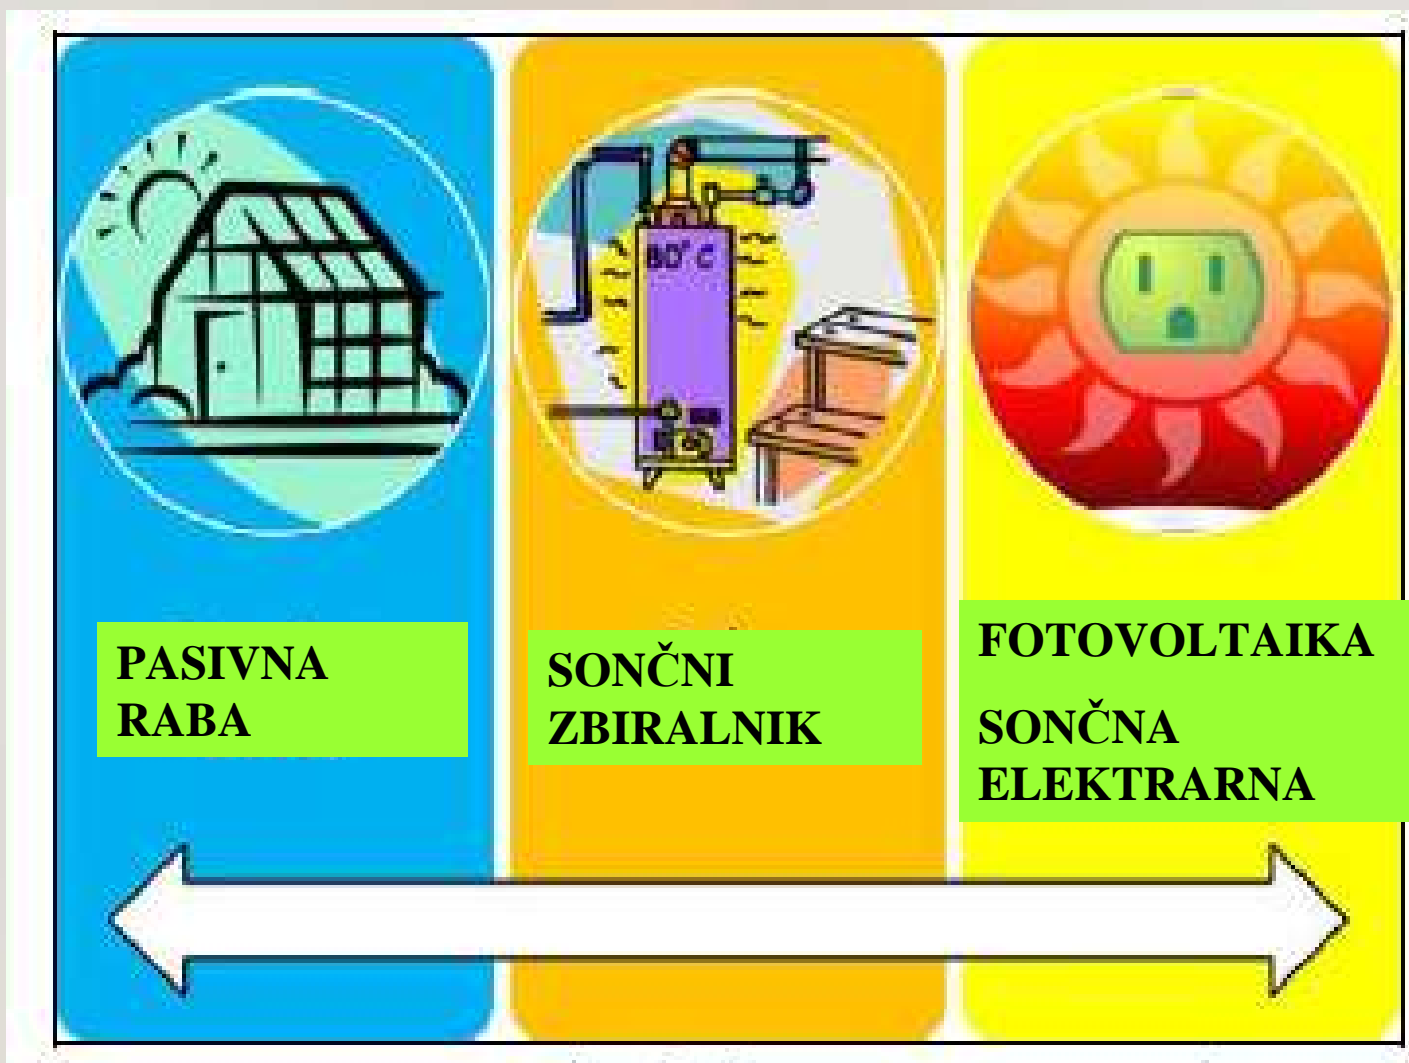 80°C
PASIVNA
RABA
SONČNI
ZBIRALNIK
FOTOVOLTAIKA
SONČNA
ELEKTRARNA